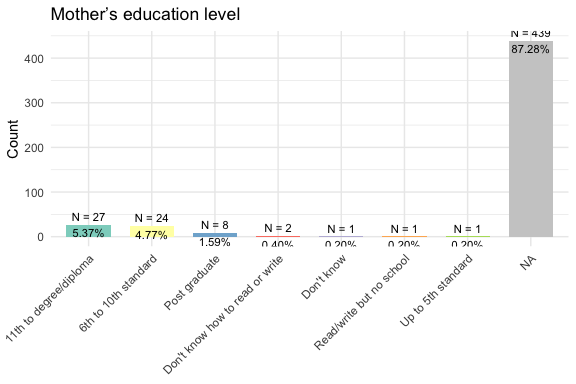 Mother’s education level
Count
400
300
200
100
0
N = 27
5.37%
N = 24
4.77%
N = 8
1.59%
N = 2
0.40%
N = 1
0.20%
N = 1
0.20%
N = 1
0.20%
N = 439
87.28%
11th to degree/diploma
6th to 10th standard
Post graduate
Don't know how to read or write
Don't know
Read/write but no school
Up to 5th standard
NA